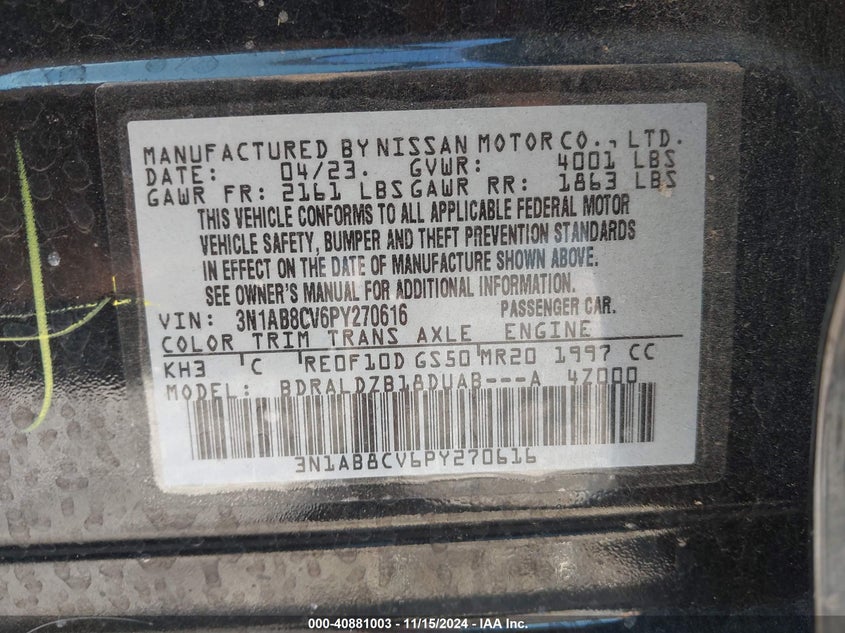 MANUFACTURED BY NISSAN MOTOR CO., LTD.
DATE: 04/23. GVWR: 4001 LBS
GAWR FR: 2161 LBS GAWR RR: 1863 LBS
THIS VEHICLE CONFORMS TO ALL APPLICABLE FEDERAL MOTOR
VEHICLE SAFETY, BUMPER AND THEFT PREVENTION STANDARDS
IN EFFECT ON THE DATE OF MANUFACTURE SHOWN ABOVE.
SEE OWNER'S MANUAL FOR ADDITIONAL INFORMATION.
VIN: 3N1AB8CV6PY270616 PASSENGER CAR.
COLOR TRIM TRANS AXLE ENGINE
KH3 C RE0F10D GS50 MR20 1997 CC
MODEL: BDRALDZB18DUAB---A 4Z000
3N1AB8CV6PY270616
000-40881003 - 11/15/2024 - IAA Inc.